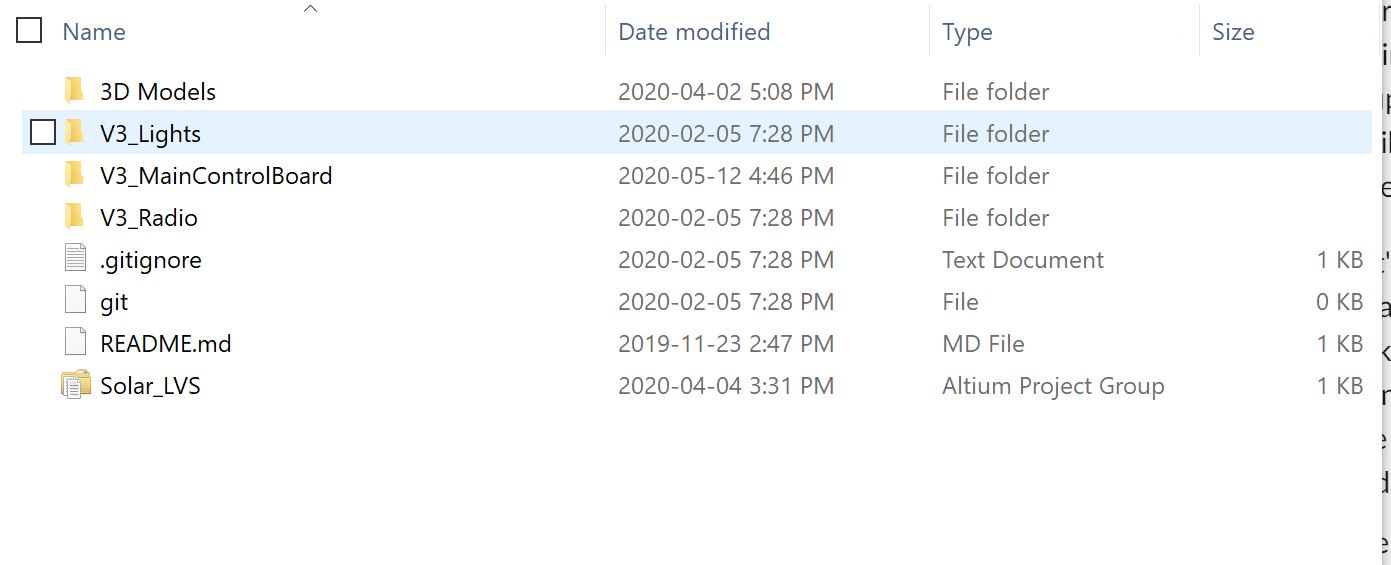 Name Date modified Type Size
3D Models 2020-04-02 5:08 PM File folder
V3_Lights 2020-02-05 7:28 PM File folder
V3_MainControlBoard 2020-05-12 4:46 PM File folder
V3_Radio 2020-02-05 7:28 PM File folder
.gitignore 2020-02-05 7:28 PM Text Document 1 KB
git 2020-02-05 7:28 PM File 0 KB
README.md 2019-11-23 2:47 PM MD File 1 KB
Solar_LVS 2020-04-04 3:31 PM Altium Project Group 1 KB